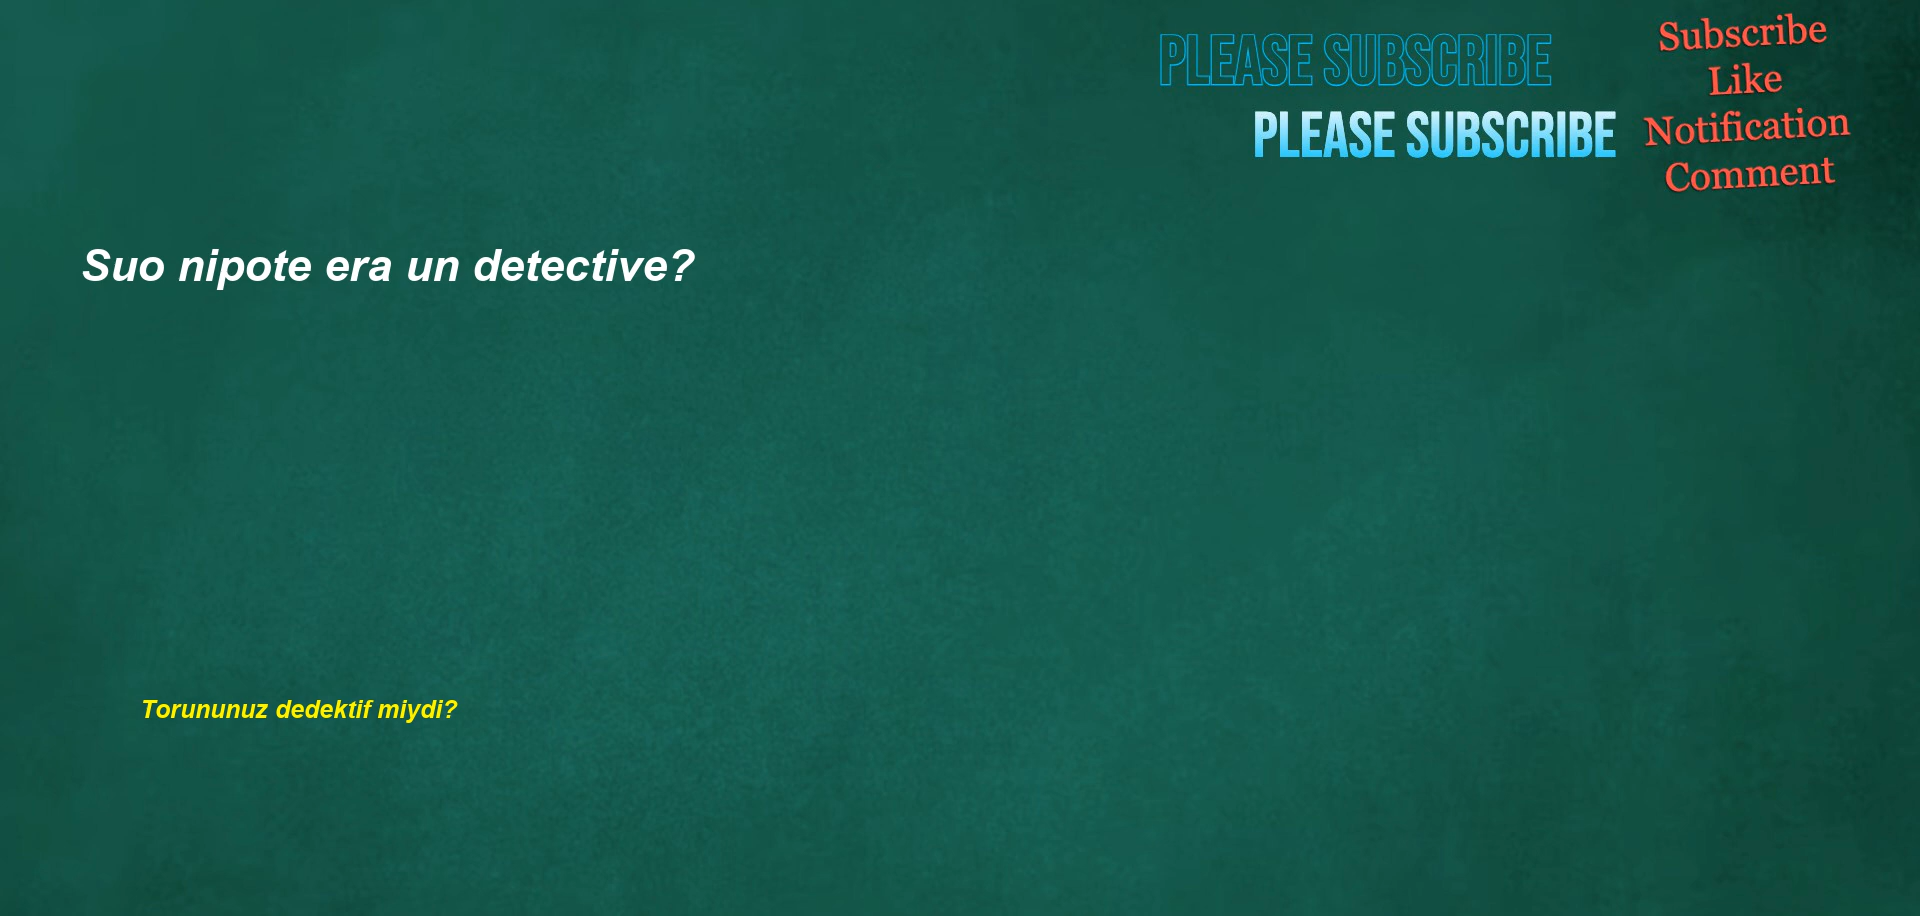 PLEASE SUBSCRIBE
PLEASE SUBSCRIBE
Subscribe
Like
Notification
Comment
Suo nipote era un detective?
Torununuz dedektif miydi?